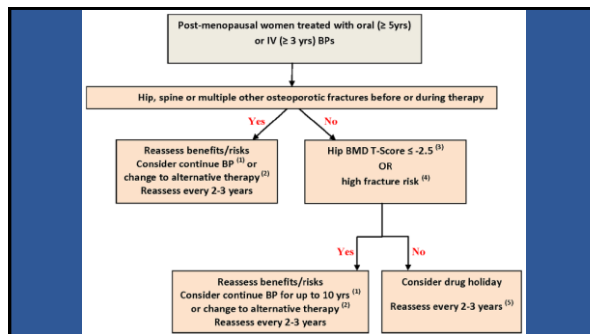 Post-menopausal women treated with oral (≥ 5yrs)
or IV (≥ 3 yrs) BPs
Hip, spine or multiple other osteoporotic fractures before or during therapy
Yes
No
Reassess benefits/risks
Consider continue BP (1) or
change to alternative therapy (2)
Reassess every 2-3 years
Hip BMD T-Score ≤ -2.5 (3)
OR
high fracture risk (4)
Yes
No
Reassess benefits/risks
Consider continue BP for up to 10 yrs (1)
or change to alternative therapy (2)
Reassess every 2-3 years
Consider drug holiday
Reassess every 2-3 years (5)